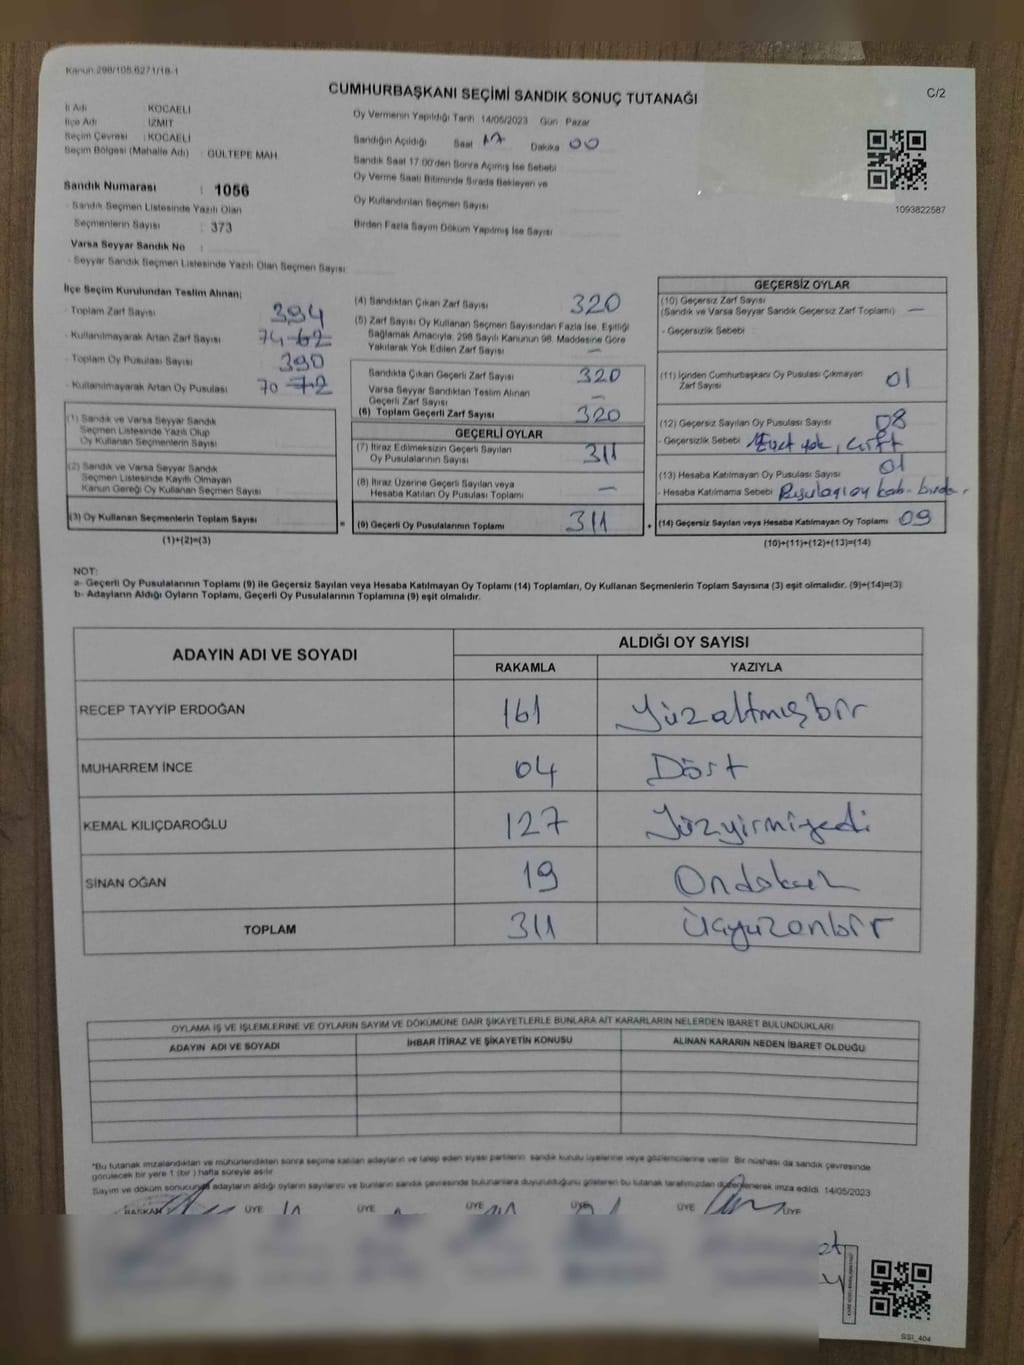 Kanun:298/105,6271/18-1
CUMHURBAŞKANI SEÇİMİ SANDIK SONUÇ TUTANAĞI
C/2
İl Adı KOCAELİ
İlçe Adı İZMİT
Seçim Çevresi : KOCAELİ
Seçim Bölgesi (Mahalle Adı) : GÜLTEPE MAH.
Sandık Numarası : 1056
- Sandık Seçmen Listesinde Yazılı Olan
Seçmenlerin Sayısı : 373
Varsa Seyyar Sandık No :
- Seyyar Sandık Seçmen Listesinde Yazılı Olan Seçmen Sayısı:
Oy Vermenin Yapıldığı Tarih 14/05/2023 Gün Pazar
Sandığın Açıldığı Saat 17 Dakika 00
Sandık Saat 17:00'den Sonra Açılmış İse Sebebi
Oy Verme Saati Bitiminde Sırada Bekleyen ve
Oy Kullandırılan Seçmen Sayısı
Birden Fazla Sayım Döküm Yapılmış İse Sayısı
1093822587
İlçe Seçim Kurulundan Teslim Alınan;
- Toplam Zarf Sayısı 394
- Kullanılmayarak Artan Zarf Sayısı 74 62
- Toplam Oy Pusulası Sayısı 390
- Kullanılmayarak Artan Oy Pusulası 70 72
(1) Sandık ve Varsa Seyyar Sandık
Seçmen Listesinde Yazılı Olup
Oy Kullanan Seçmenlerin Sayısı
(2) Sandık ve Varsa Seyyar Sandık
Seçmen Listesinde Kayıtlı Olmayan
Kanun Gereği Oy Kullanan Seçmen Sayısı
(3) Oy Kullanan Seçmenlerin Toplam Sayısı
(1)+(2)=(3)
(4) Sandıktan Çıkan Zarf Sayısı 320
(5) Zarf Sayısı Oy Kullanan Seçmen Sayısından Fazla İse, Eşitliği
Sağlamak Amacıyla, 298 Sayılı Kanunun 98. Maddesine Göre
Yakılarak Yok Edilen Zarf Sayısı —
Sandıkta Çıkan Geçerli Zarf Sayısı 320
Varsa Seyyar Sandıktan Teslim Alınan
Geçerli Zarf Sayısı —
(6) Toplam Geçerli Zarf Sayısı 320
GEÇERLİ OYLAR
(7) İtiraz Edilmeksizin Geçerli Sayılan
Oy Pusulalarının Sayısı 311
(8) İtiraz Üzerine Geçerli Sayılan veya
Hesaba Katılan Oy Pusulası Toplamı —
= (9) Geçerli Oy Pusulalarının Toplamı 311
GEÇERSİZ OYLAR
(10) Geçersiz Zarf Sayısı
(Sandık ve Varsa Seyyar Sandık Geçersiz Zarf Toplamı) —
- Geçersizlik Sebebi
(11) İçinden Cumhurbaşkanı Oy Pusulası Çıkmayan
Zarf Sayısı 01
(12) Geçersiz Sayılan Oy Pusulası Sayısı 08
- Geçersizlik Sebebi yok, Çift
(13) Hesaba Katılmayan Oy Pusulası Sayısı 01
- Hesaba Katılmama Sebebi Pusulası oy kab.
+ (14) Geçersiz Sayılan veya Hesaba Katılmayan Oy Toplamı 09
(10)+(11)+(12)+(13)=(14)
NOT:
a- Geçerli Oy Pusulalarının Toplamı (9) ile Geçersiz Sayılan veya Hesaba Katılmayan Oy Toplamı (14) Toplamları, Oy Kullanan Seçmenlerin Toplam Sayısına (3) eşit olmalıdır. (9)+(14)=(3)
b- Adayların Aldığı Oyların Toplamı, Geçerli Oy Pusulalarının Toplamına (9) eşit olmalıdır.
ADAYIN ADI VE SOYADI ALDIĞI OY SAYISI
RAKAMLA YAZIYLA
RECEP TAYYİP ERDOĞAN 161 Yüzaltmışbir
MUHARREM İNCE 04 Dört
KEMAL KILIÇDAROĞLU 127 Yüzyirmiyedi
SİNAN OĞAN 19 Ondokuz
TOPLAM 311 Üçyüzonbir
OYLAMA İŞ VE İŞLEMLERİNE VE OYLARIN SAYIM VE DÖKÜMÜNE DAİR ŞİKAYETLERLE BUNLARA AİT KARARLARIN NELERDEN İBARET BULUNDUKLARI
ADAYIN ADI VE SOYADI İHBAR İTİRAZ VE ŞİKAYETİN KONUSU ALINAN KARARIN NEDEN İBARET OLDUĞU
*Bu tutanak imzalandıktan ve mühürlendikten sonra seçime katılan adayların ve talep eden siyasi partilerin sandık kurulu üyelerine veya gözlemcilerine verilir. Bir nüshası da sandık çevresinde
görülecek bir yere 1 (bir ) hafta süreyle asılır.
Sayım ve döküm sonucunda adayların aldığı oyların sayılarını ve bunların sandık çevresinde bulunanlara duyurulduğunu gösteren bu tutanak tarafımızdan düzenlenerek imza edildi. 14/05/2023
BAŞKAN ÜYE ÜYE ÜYE ÜYE ÜYE ÜYE
SSI_404